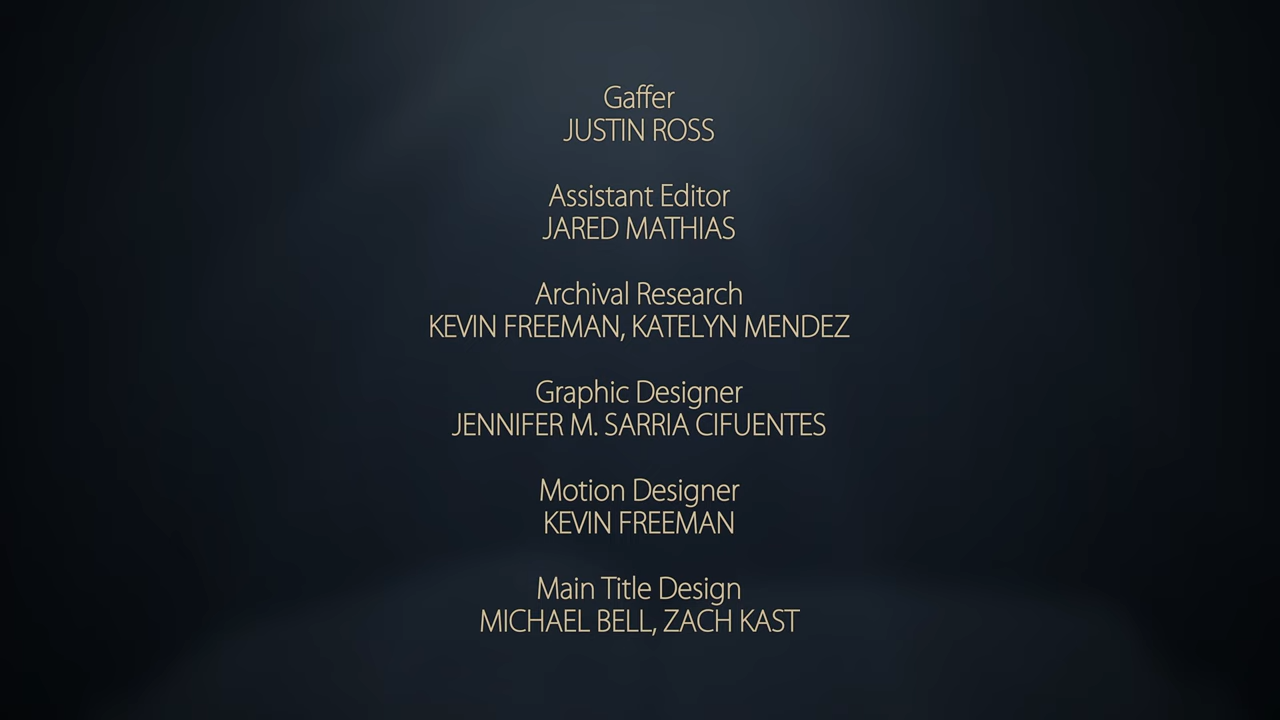 Gaffer
JUSTIN ROSS
Assistant Editor
JARED MATHIAS
Archival Research
KEVIN FREEMAN, KATELYN MENDEZ
Graphic Designer
JENNIFER M. SARRIA CIFUENTES
Motion Designer
KEVIN FREEMAN
Main Title Design
MICHAEL BELL, ZACH KAST